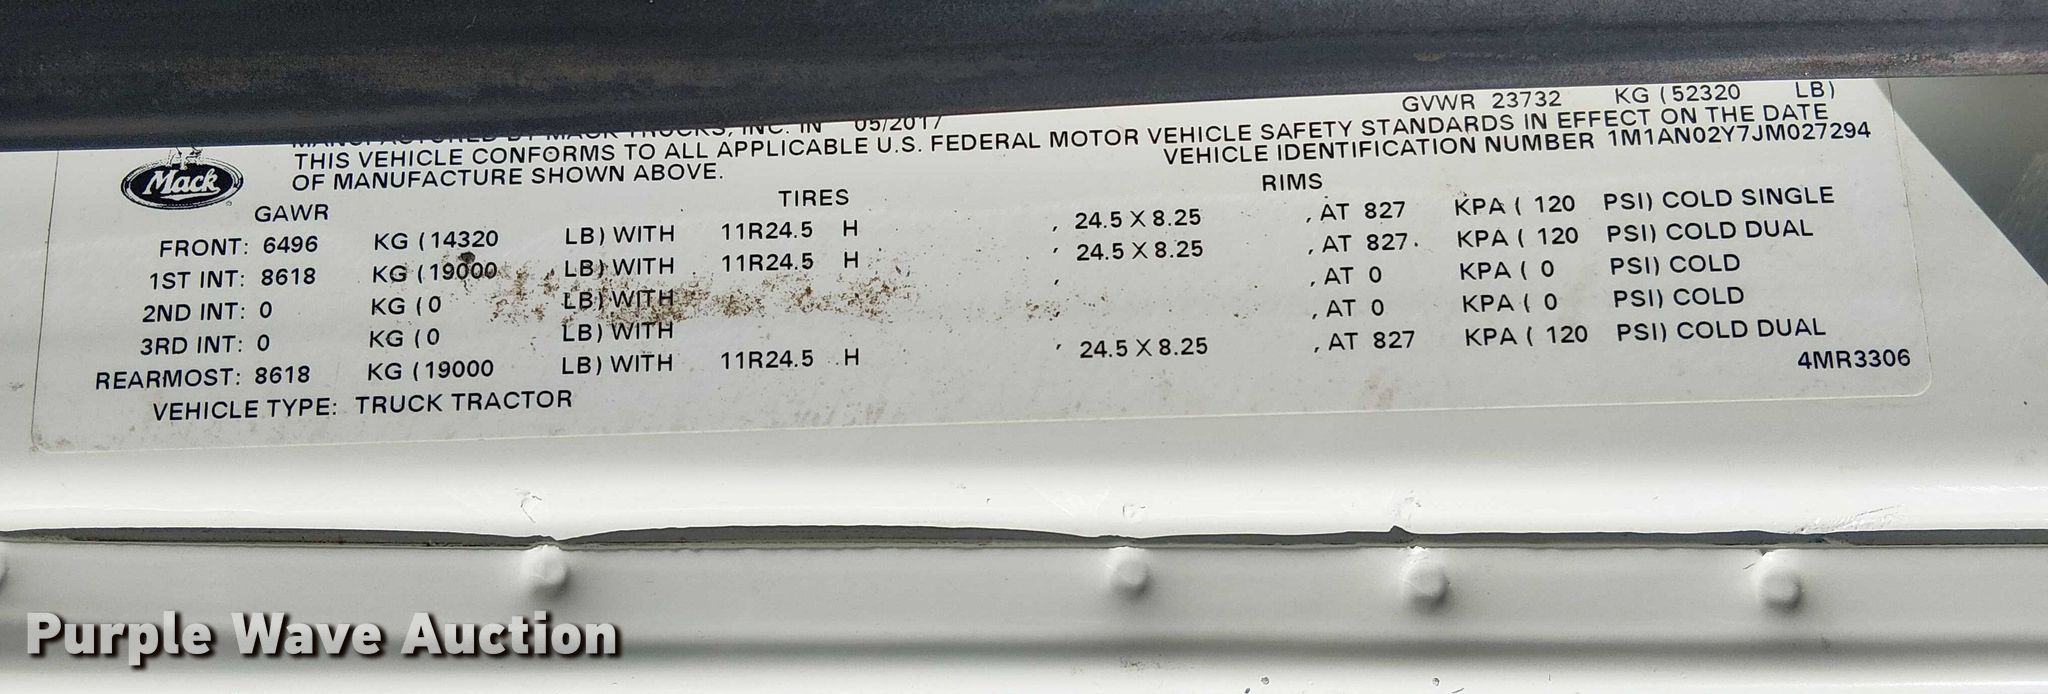 MANUFACTURED BY MACK TRUCKS, INC. IN 05/2017 GVWR 23732 KG (52320 LB)
THIS VEHICLE CONFORMS TO ALL APPLICABLE U.S. FEDERAL MOTOR VEHICLE SAFETY STANDARDS IN EFFECT ON THE DATE
OF MANUFACTURE SHOWN ABOVE. VEHICLE IDENTIFICATION NUMBER 1M1AN02Y7JM027294
Mack
GAWR TIRES RIMS
FRONT: 6496 KG (14320 LB) WITH 11R24.5 H , 24.5 X 8.25 , AT 827 KPA ( 120 PSI) COLD SINGLE
1ST INT: 8618 KG (19000 LB) WITH 11R24.5 H , 24.5 X 8.25 , AT 827 KPA ( 120 PSI) COLD DUAL
2ND INT: 0 KG (0 LB) WITH , , AT 0 KPA ( 0 PSI) COLD
3RD INT: 0 KG (0 LB) WITH , AT 0 KPA ( 0 PSI) COLD
REARMOST: 8618 KG (19000 LB) WITH 11R24.5 H , 24.5 X 8.25 , AT 827 KPA ( 120 PSI) COLD DUAL
VEHICLE TYPE: TRUCK TRACTOR 4MR3306
Purple Wave Auction